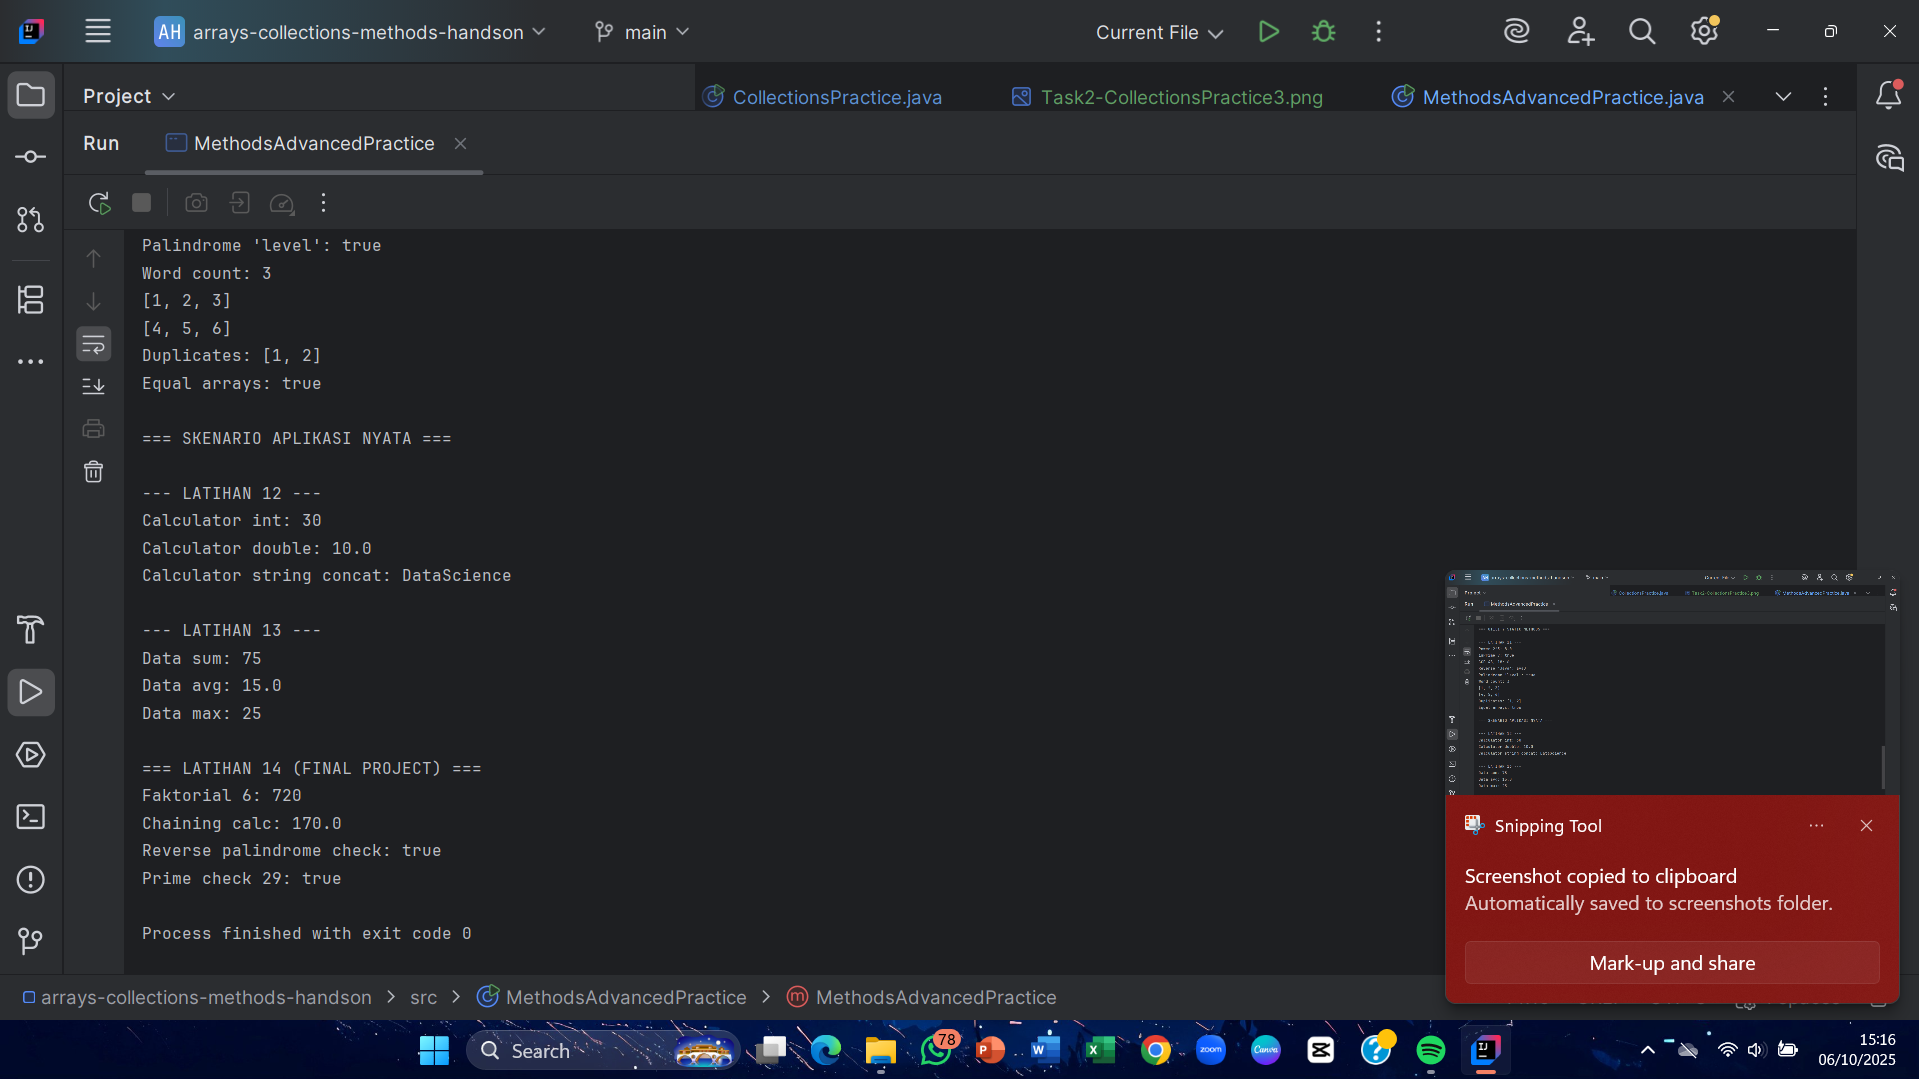 AH arrays-collections-methods-handson
main
Current File
Project
CollectionsPractice.java
Task2-CollectionsPractice3.png
MethodsAdvancedPractice.java
Run
MethodsAdvancedPractice
Palindrome 'level': true
Word count: 3
[1, 2, 3]
[4, 5, 6]
Duplicates: [1, 2]
Equal arrays: true
=== SKENARIO APLIKASI NYATA ===
--- LATIHAN 12 ---
Calculator int: 30
Calculator double: 10.0
Calculator string concat: DataScience
--- LATIHAN 13 ---
Data sum: 75
Data avg: 15.0
Data max: 25
=== LATIHAN 14 (FINAL PROJECT) ===
Faktorial 6: 720
Chaining calc: 170.0
Reverse palindrome check: true
Prime check 29: true
Process finished with exit code 0
Snipping Tool
Screenshot copied to clipboard
Automatically saved to screenshots folder.
Mark-up and share
arrays-collections-methods-handson > src > MethodsAdvancedPractice > MethodsAdvancedPractice
Search
78
zoom
Canva
15:16
06/10/2025